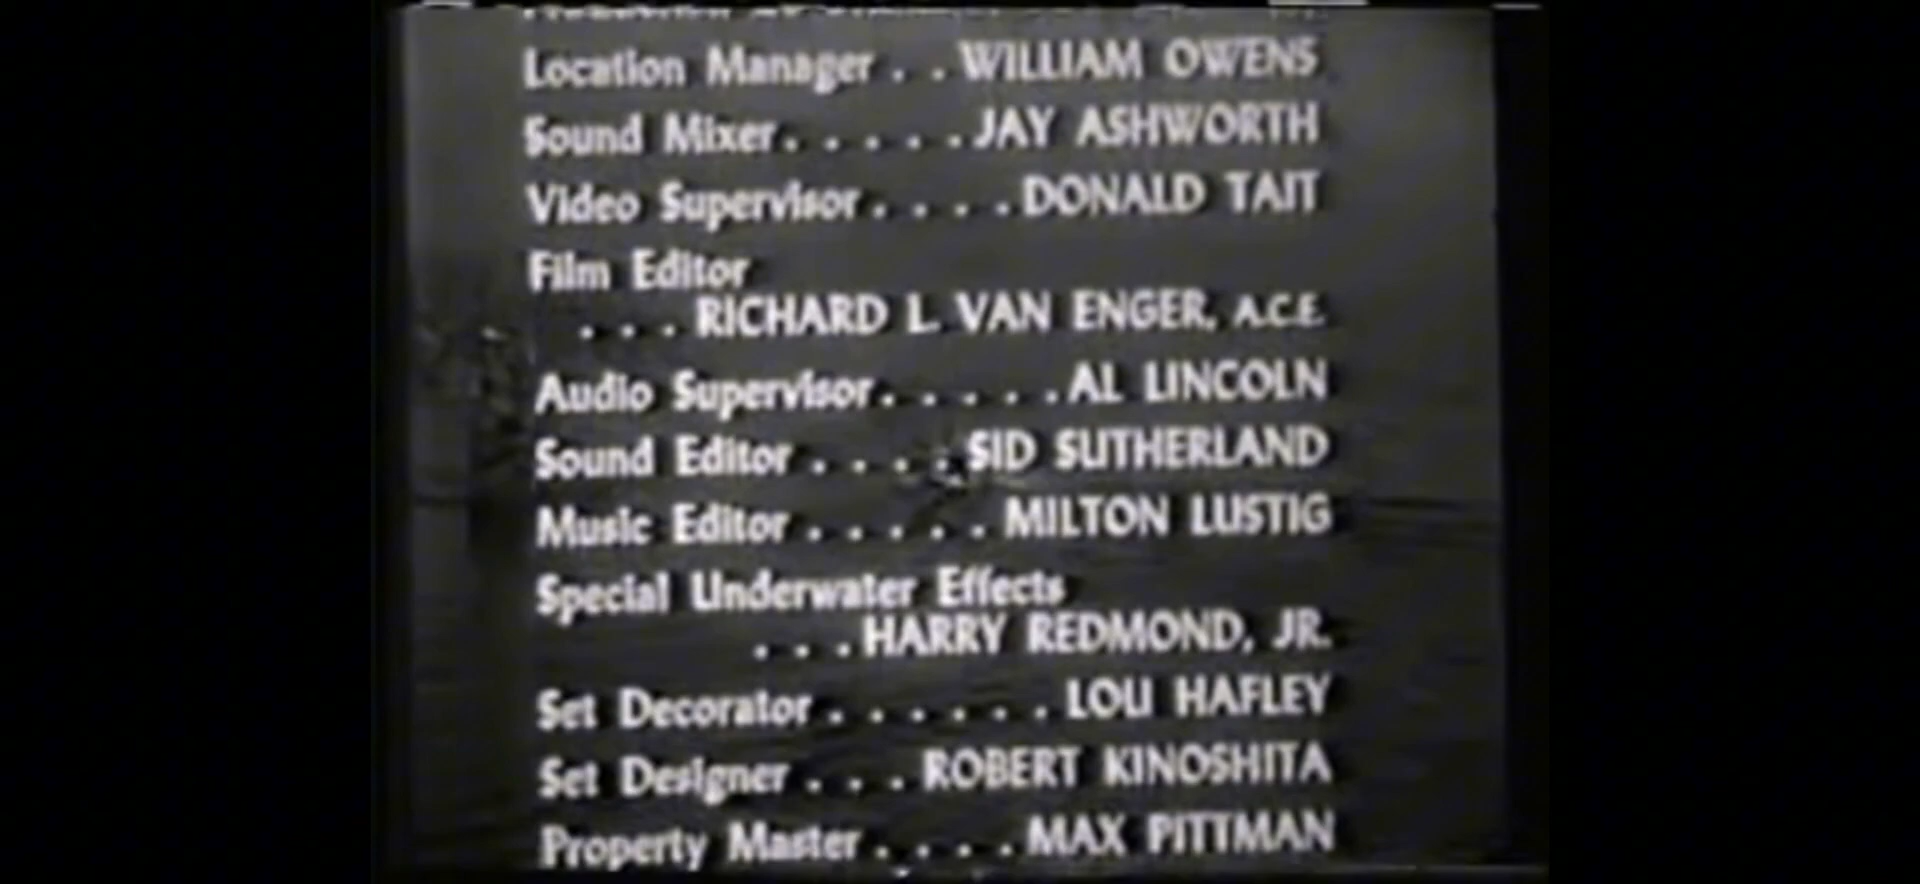 Location Manager . . WILLIAM OWENS
Sound Mixer. . . . . . JAY ASHWORTH
Video Supervisor. . . . . DONALD TAIT
Film Editor
. . . RICHARD L. VAN ENGER, A.C.E.
Audio Supervisor. . . . . . AL LINCOLN
Sound Editor . . . . SID SUTHERLAND
Music Editor . . . . . MILTON LUSTIG
Special Underwater Effects
. . . HARRY REDMOND, JR.
Set Decorator . . . . . . LOU HAFLEY
Set Designer . . . ROBERT KINOSHITA
Property Master . . . . MAX PITTMAN